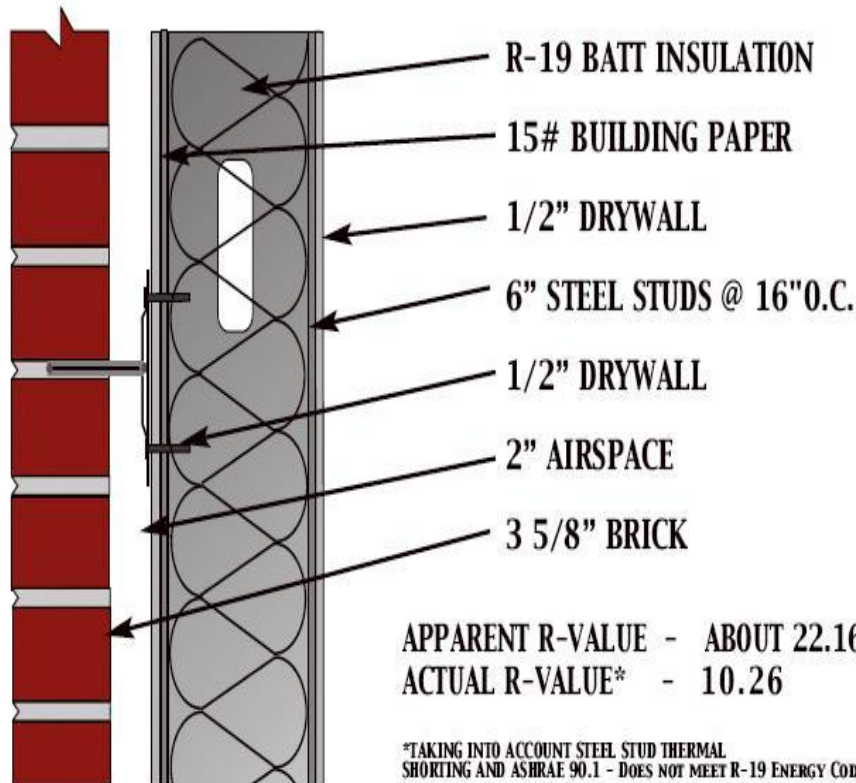 R-19 BATT INSULATION
15# BUILDING PAPER
1/2” DRYWALL
6” STEEL STUDS @ 16"O.C.
1/2” DRYWALL
2” AIRSPACE
3 5/8” BRICK
APPARENT R-VALUE - ABOUT 22.16
ACTUAL R-VALUE* - 10.26
*TAKING INTO ACCOUNT STEEL STUD THERMAL
SHORTING AND ASHRAE 90.1 - DOES NOT MEET R-19 ENERGY